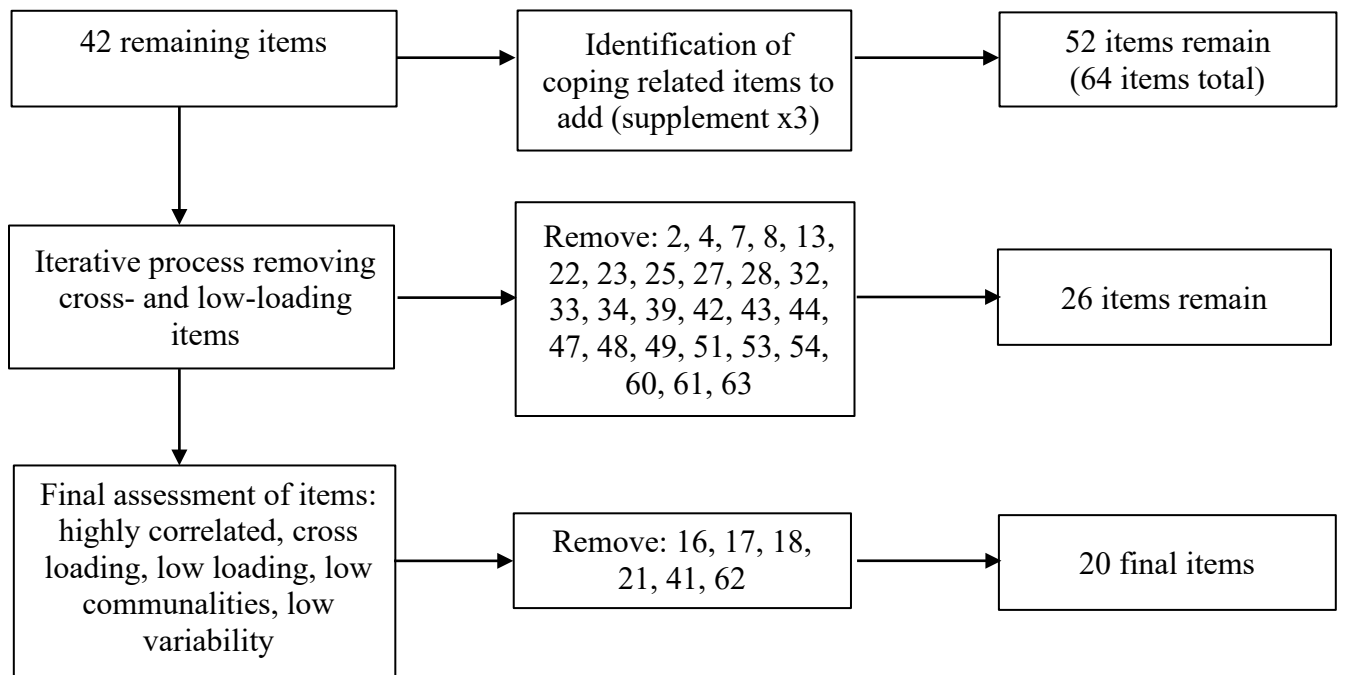 42 remaining items
Identification of
coping related items to
add (supplement x3)
52 items remain
(64 items total)
Iterative process removing
cross- and low-loading
items
Remove: 2, 4, 7, 8, 13,
22, 23, 25, 27, 28, 32,
33, 34, 39, 42, 43, 44,
47, 48, 49, 51, 53, 54,
60, 61, 63
26 items remain
Final assessment of items:
highly correlated, cross
loading, low loading, low
communalities, low
variability
Remove: 16, 17, 18,
21, 41, 62
20 final items